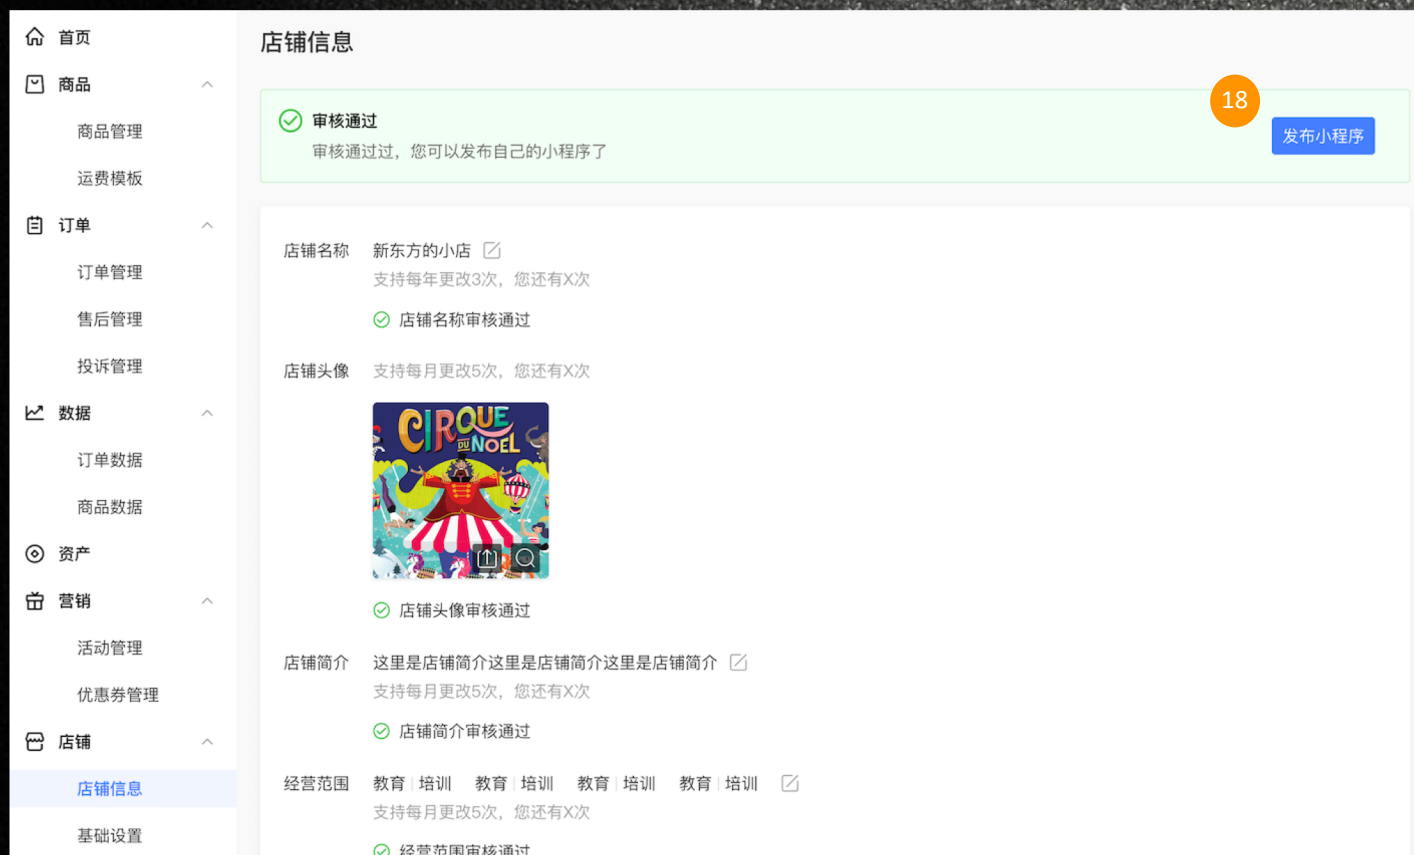 首页
商品
商品管理
运费模板
订单
订单管理
售后管理
投诉管理
数据
订单数据
商品数据
资产
营销
活动管理
优惠券管理
店铺
店铺信息
基础设置
店铺信息
审核通过
审核通过过，您可以发布自己的小程序了
18
发布小程序
店铺名称 新东方的小店
支持每年更改3次，您还有X次
店铺名称审核通过
店铺头像 支持每月更改5次，您还有X次
CIRQUE
DU NOEL
店铺头像审核通过
店铺简介 这里是店铺简介这里是店铺简介这里是店铺简介
支持每月更改5次，您还有X次
店铺简介审核通过
经营范围 教育 | 培训 教育 | 培训 教育 | 培训 教育 | 培训
支持每月更改5次，您还有X次
经营范围审核通过